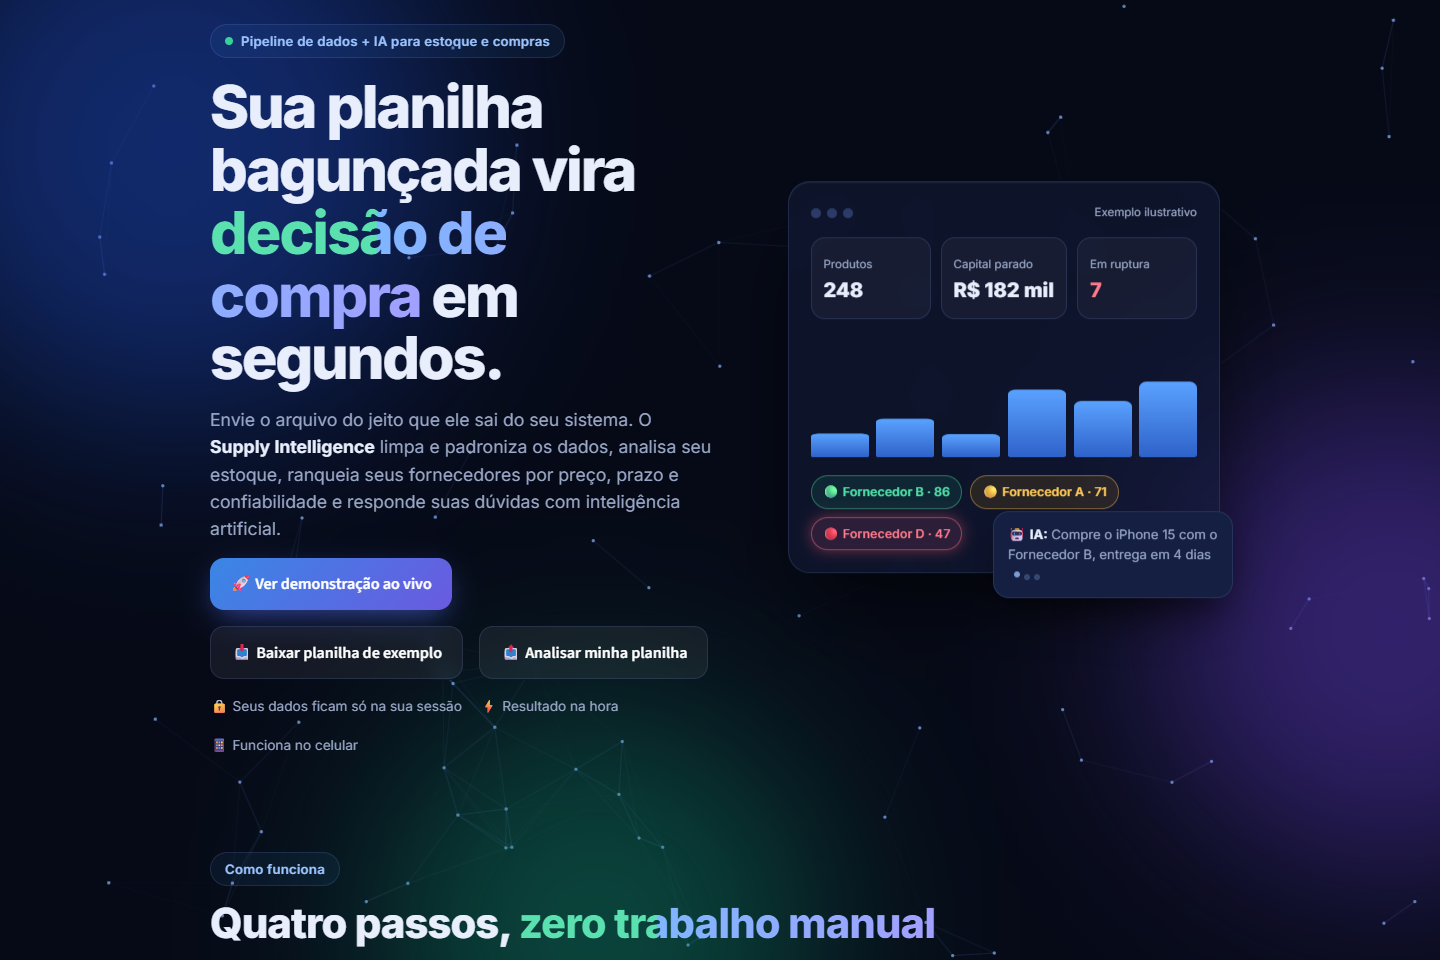 Pipeline de dados + IA para estoque e compras
Sua planilha
bagunçada vira
decisão de
compra em
segundos.
Envie o arquivo do jeito que ele sai do seu sistema. O
Supply Intelligence limpa e padroniza os dados, analisa seu
estoque, ranqueia seus fornecedores por preço, prazo e
confiabilidade e responde suas dúvidas com inteligência
artificial.
🚀 Ver demonstração ao vivo
📥 Baixar planilha de exemplo
📤 Analisar minha planilha
🔒 Seus dados ficam só na sua sessão
⚡ Resultado na hora
📱 Funciona no celular
Exemplo ilustrativo
Produtos
248
Capital parado
R$ 182 mil
Em ruptura
7
Fornecedor B · 86
Fornecedor A · 71
Fornecedor D · 47
🤖 IA: Compre o iPhone 15 com o
Fornecedor B, entrega em 4 dias
Como funciona
Quatro passos, zero trabalho manual